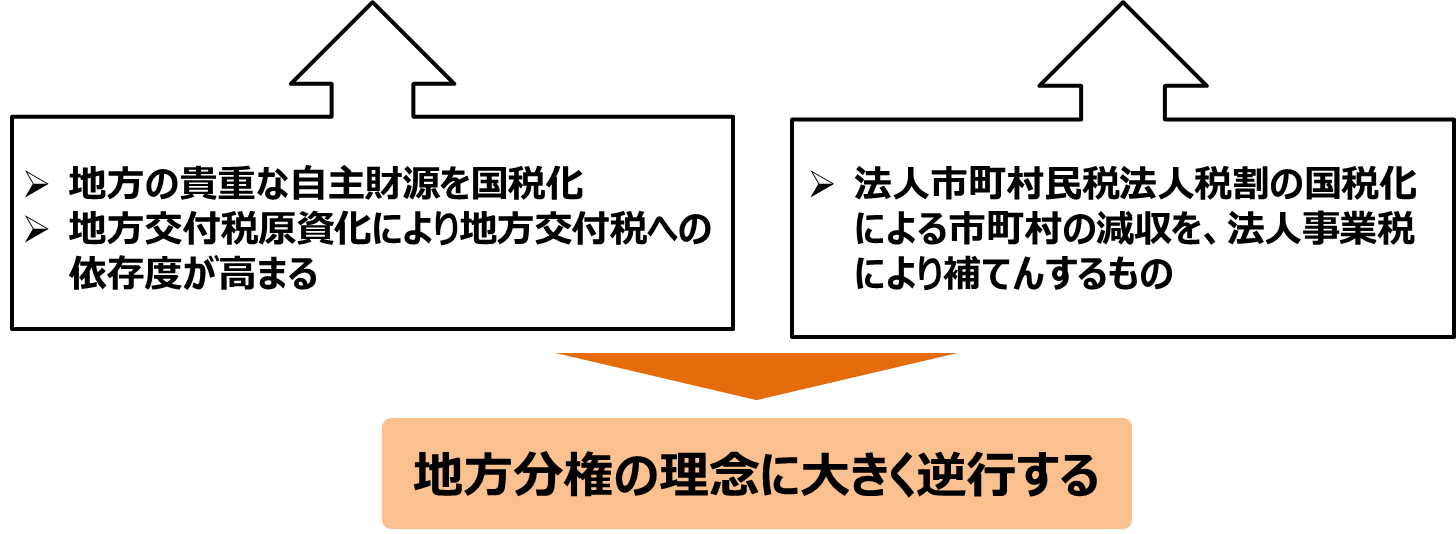 ➢ 地方の貴重な自主財源を国税化
➢ 地方交付税原資化により地方交付税への
依存度が高まる
➢ 法人市町村民税法人税割の国税化
による市町村の減収を、法人事業税
により補てんするもの
地方分権の理念に大きく逆行する